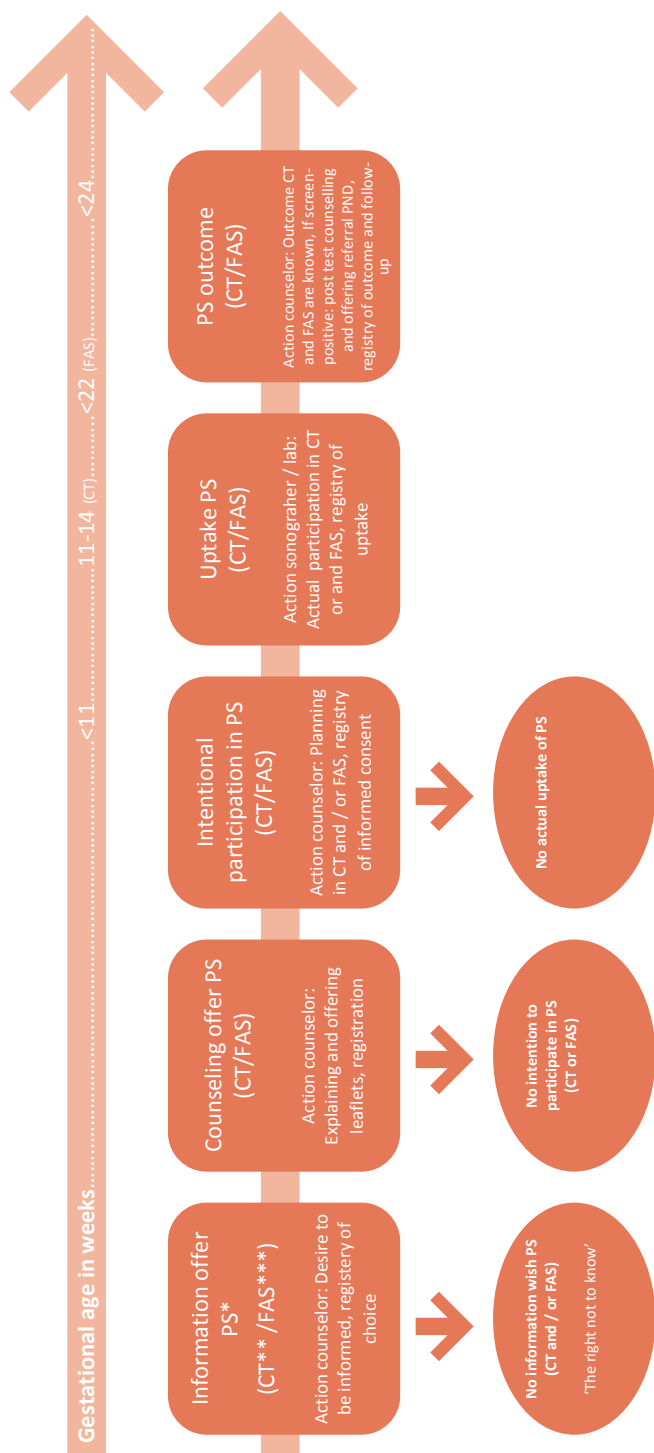 Gestational age in weeks..............................................<11...........................11-14 (CT)..........<22 (FAS)......................<24...........
Information offer
PS*
(CT** /FAS***)
Action counselor: Desire to
be informed, registery of
choice
Counseling offer PS
(CT/FAS)
Action counselor:
Explaining and offering
leaflets, registration
Intentional
participation in PS
(CT/FAS)
Action counselor: Planning
in CT and / or FAS, registry
of informed consent
Uptake PS
(CT/FAS)
Action sonograher / lab:
Actual participation in CT
or and FAS, registry of
uptake
PS outcome
(CT/FAS)
Action counselor: Outcome CT
and FAS are known, If screen-
positive: post test counselling
and offering referral PND,
registry of outcome and follow-
up
No information wish PS
(CT and / or FAS)
‘The right not to know’
No intention to
participate in PS
(CT or FAS)
No actual uptake of PS